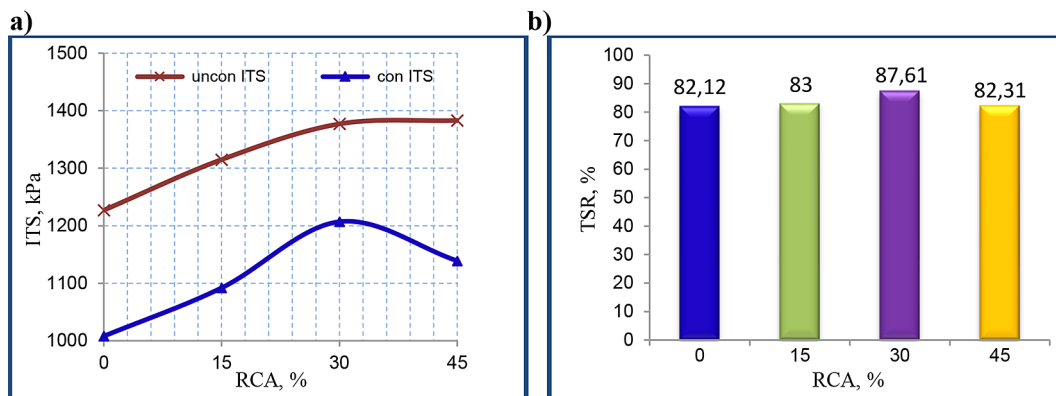 a)
1500
1400
1300
1200
1100
1000
ITS, kPa
uncon ITS
con ITS
0 15 30 45
RCA, %
b)
100
90
80
70
60
50
40
30
20
10
0
TSR, %
82,12 83 87,61 82,31
0 15 30 45
RCA, %